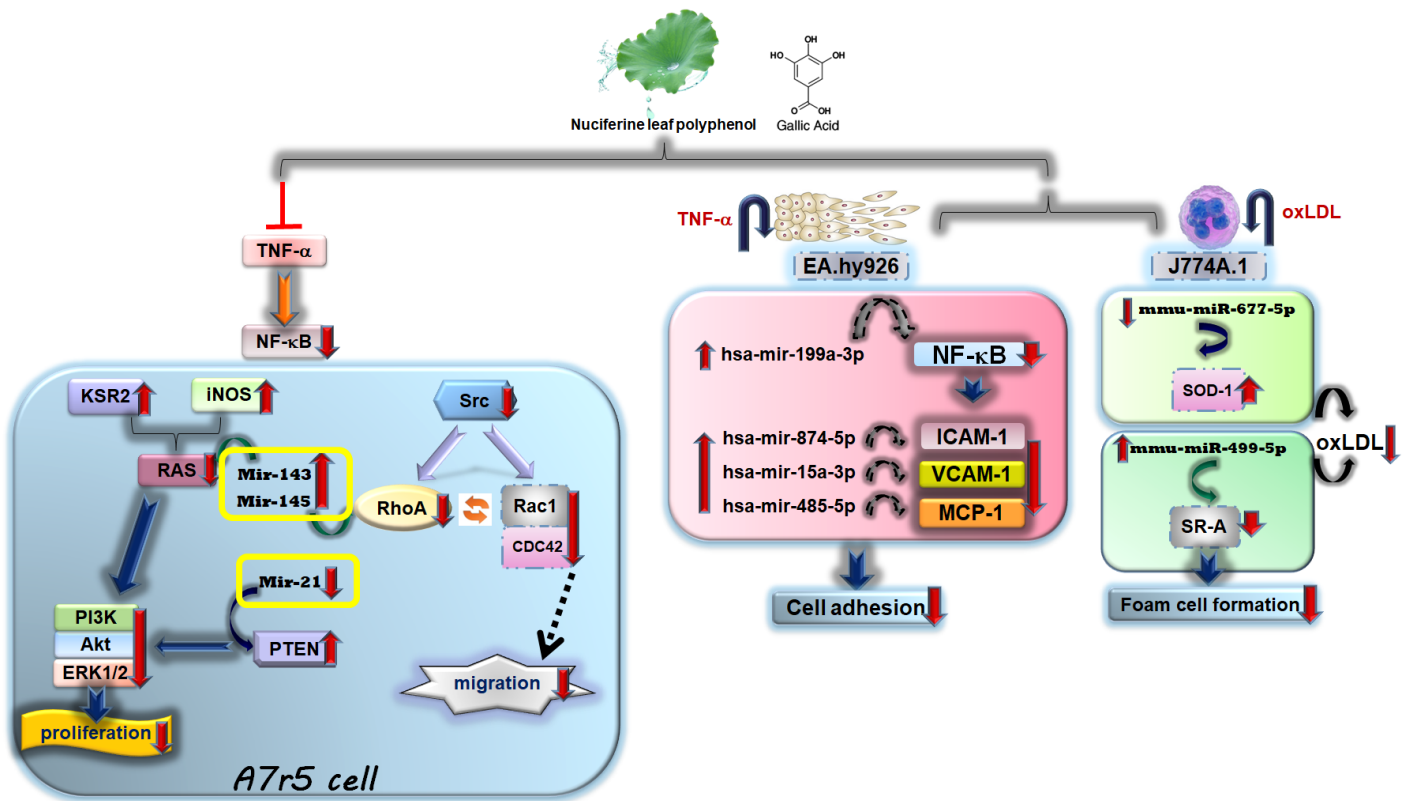 OH
HO
OH
O
OH
Nuciferine leaf polyphenol
Gallic Acid
TNF-α
NF-κB
KSR2
iNOS
Src
RAS
Mir-143
Mir-145
RhoA
Rac1
CDC42
Mir-21
PI3K
Akt
ERK1/2
PTEN
migration
proliferation
A7r5 cell
TNF-α
EA.hy926
hsa-mir-199a-3p
NF-κB
hsa-mir-874-5p
ICAM-1
hsa-mir-15a-3p
VCAM-1
hsa-mir-485-5p
MCP-1
Cell adhesion
oxLDL
J774A.1
mmu-miR-677-5p
SOD-1
mmu-miR-499-5p
oxLDL
SR-A
Foam cell formation